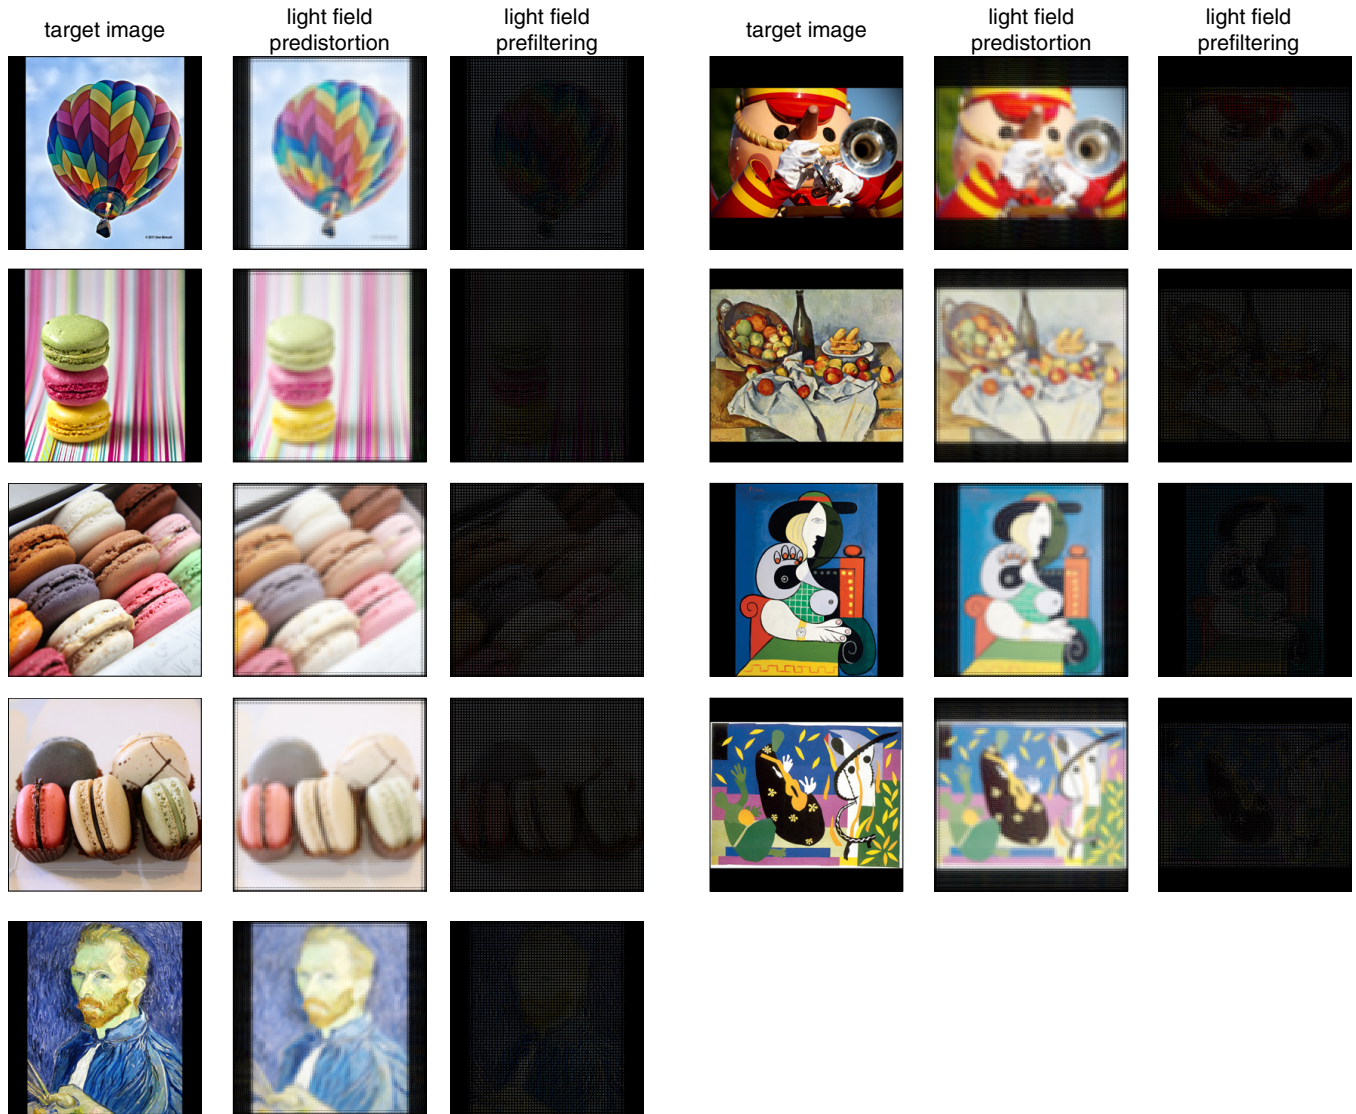 target image
light field
predistortion
light field
prefiltering
target image
light field
predistortion
light field
prefiltering